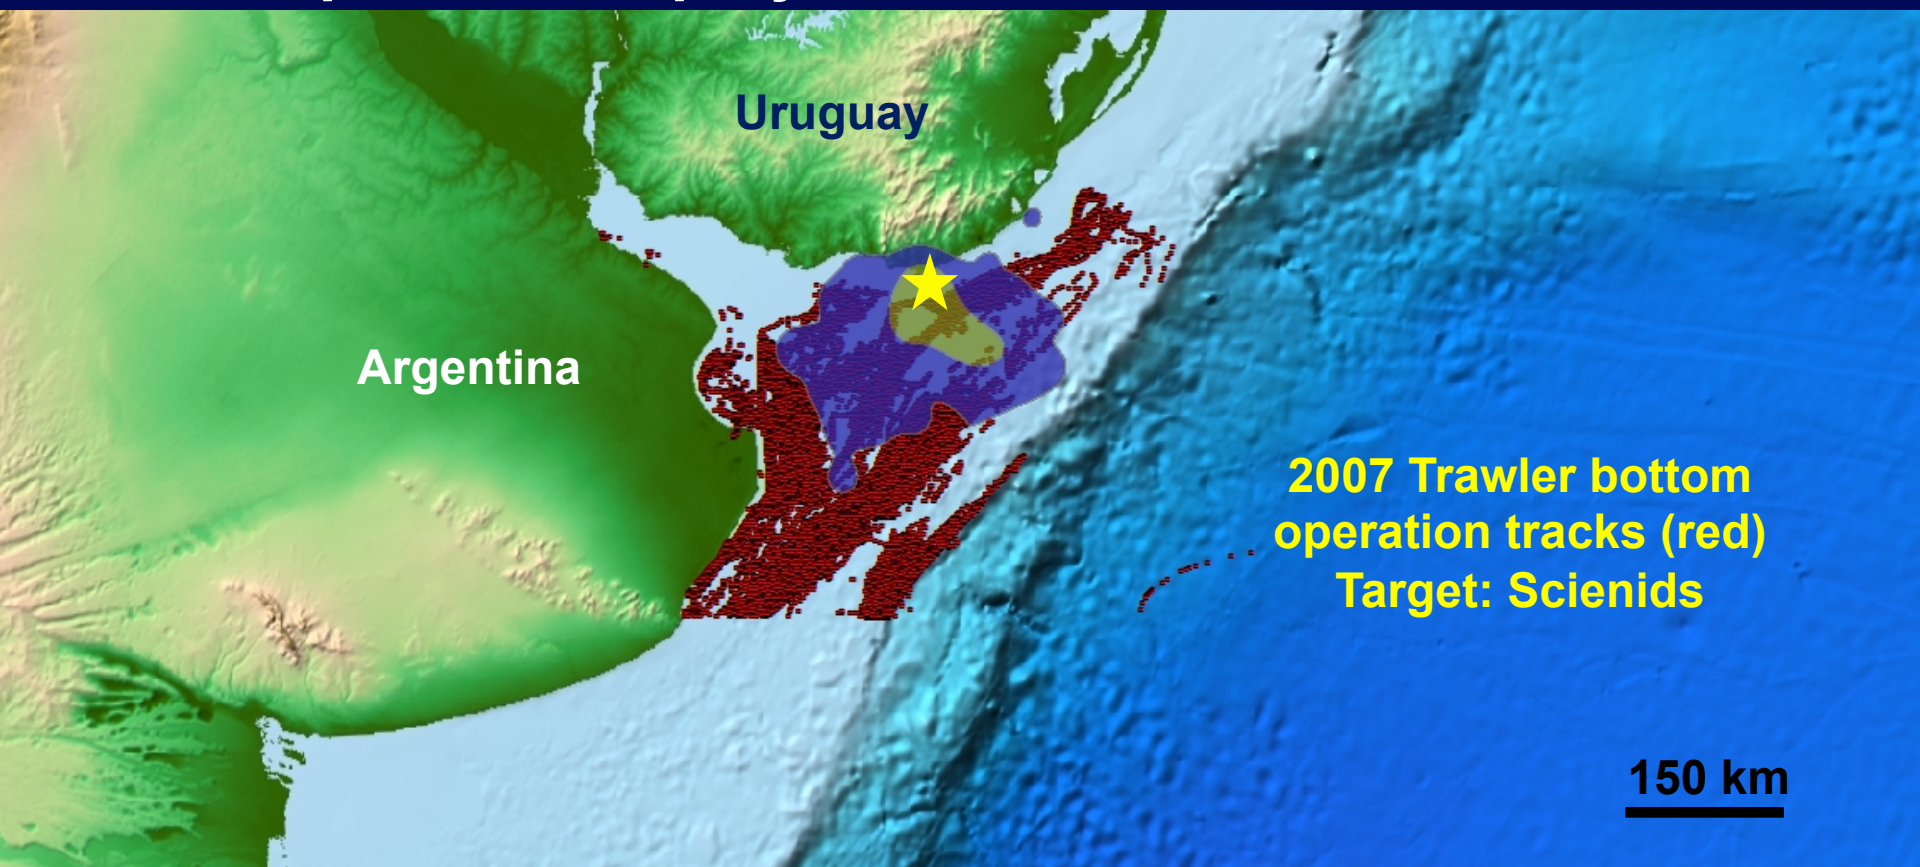 Uruguay
Argentina
2007 Trawler bottom
operation tracks (red)
Target: Scienids
150 km